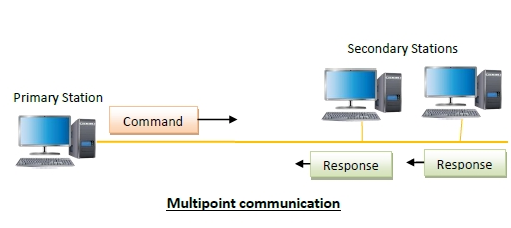 Secondary Stations
Primary Station
Command
Response
Response
Multipoint communication